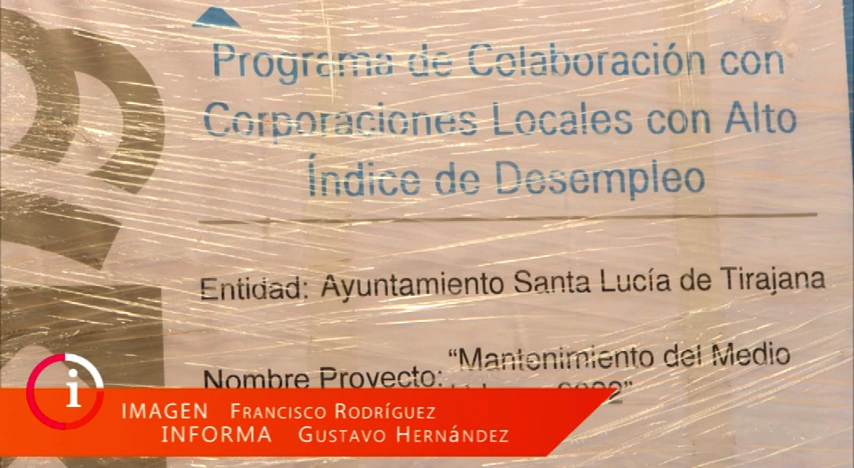 Programa de Colaboración con
Corporaciones Locales con Alto
Índice de Desempleo
Entidad: Ayuntamiento Santa Lucía de Tirajana
Nombre Proyecto: “Mantenimiento del Medio
i
IMAGEN FRANCISCO RODRÍGUEZ
INFORMA GUSTAVO HERNáNDEZ